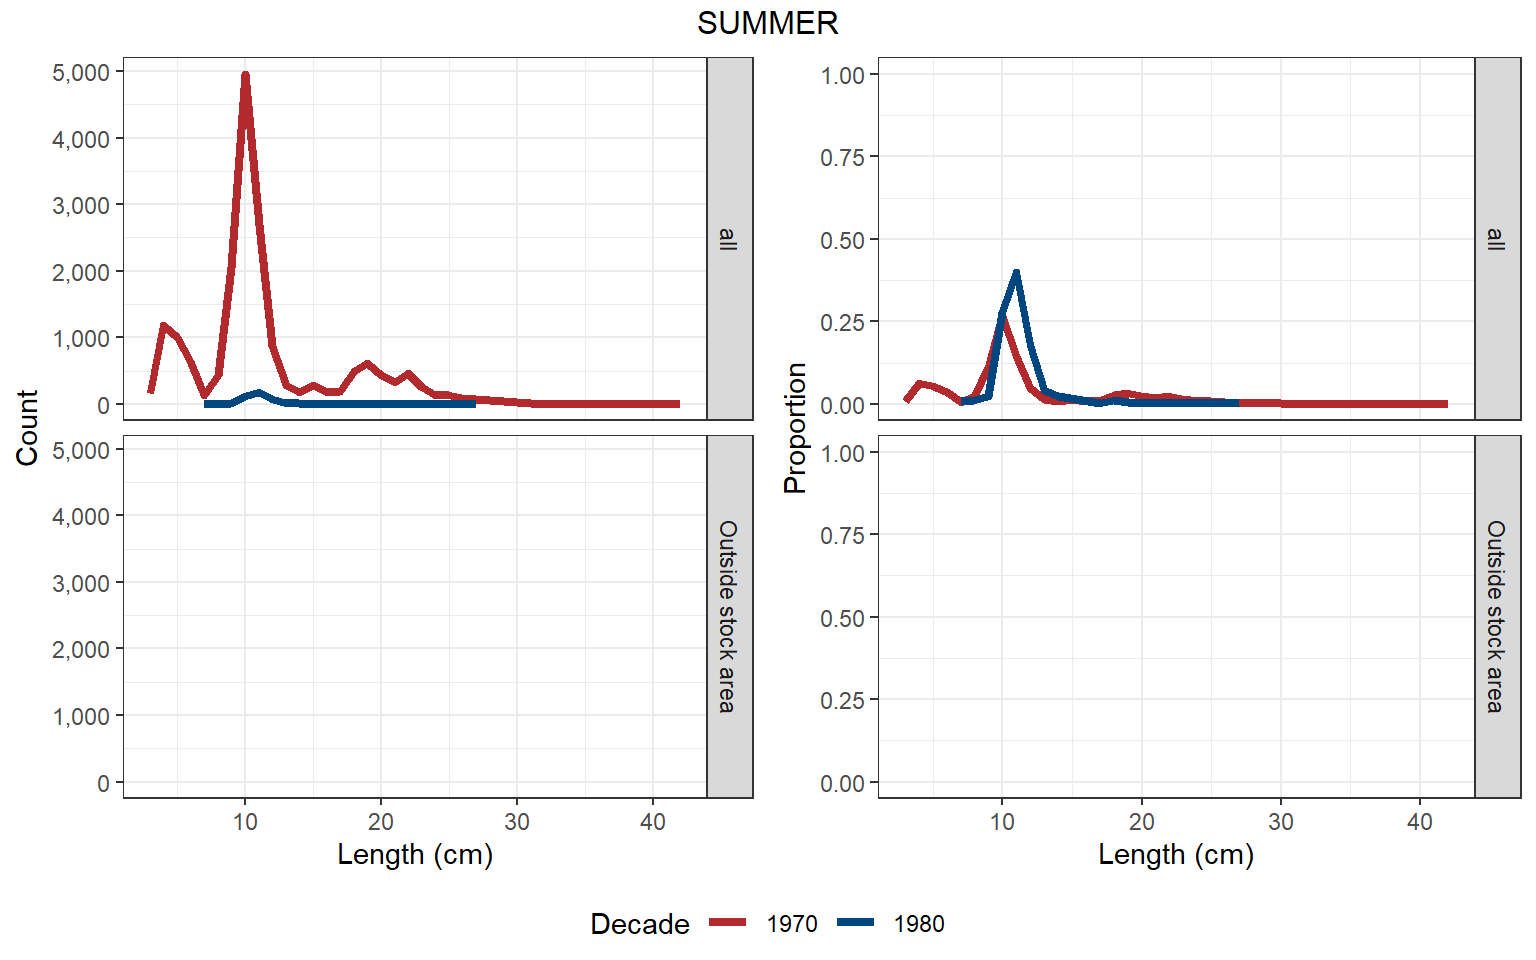 SUMMER
Count
5,000
4,000
3,000
2,000
1,000
0
all
5,000
4,000
3,000
2,000
1,000
0
Outside stock area
10 20 30 40
Length (cm)
Proportion
1.00
0.75
0.50
0.25
0.00
all
1.00
0.75
0.50
0.25
0.00
Outside stock area
10 20 30 40
Length (cm)
Decade 1970 1980